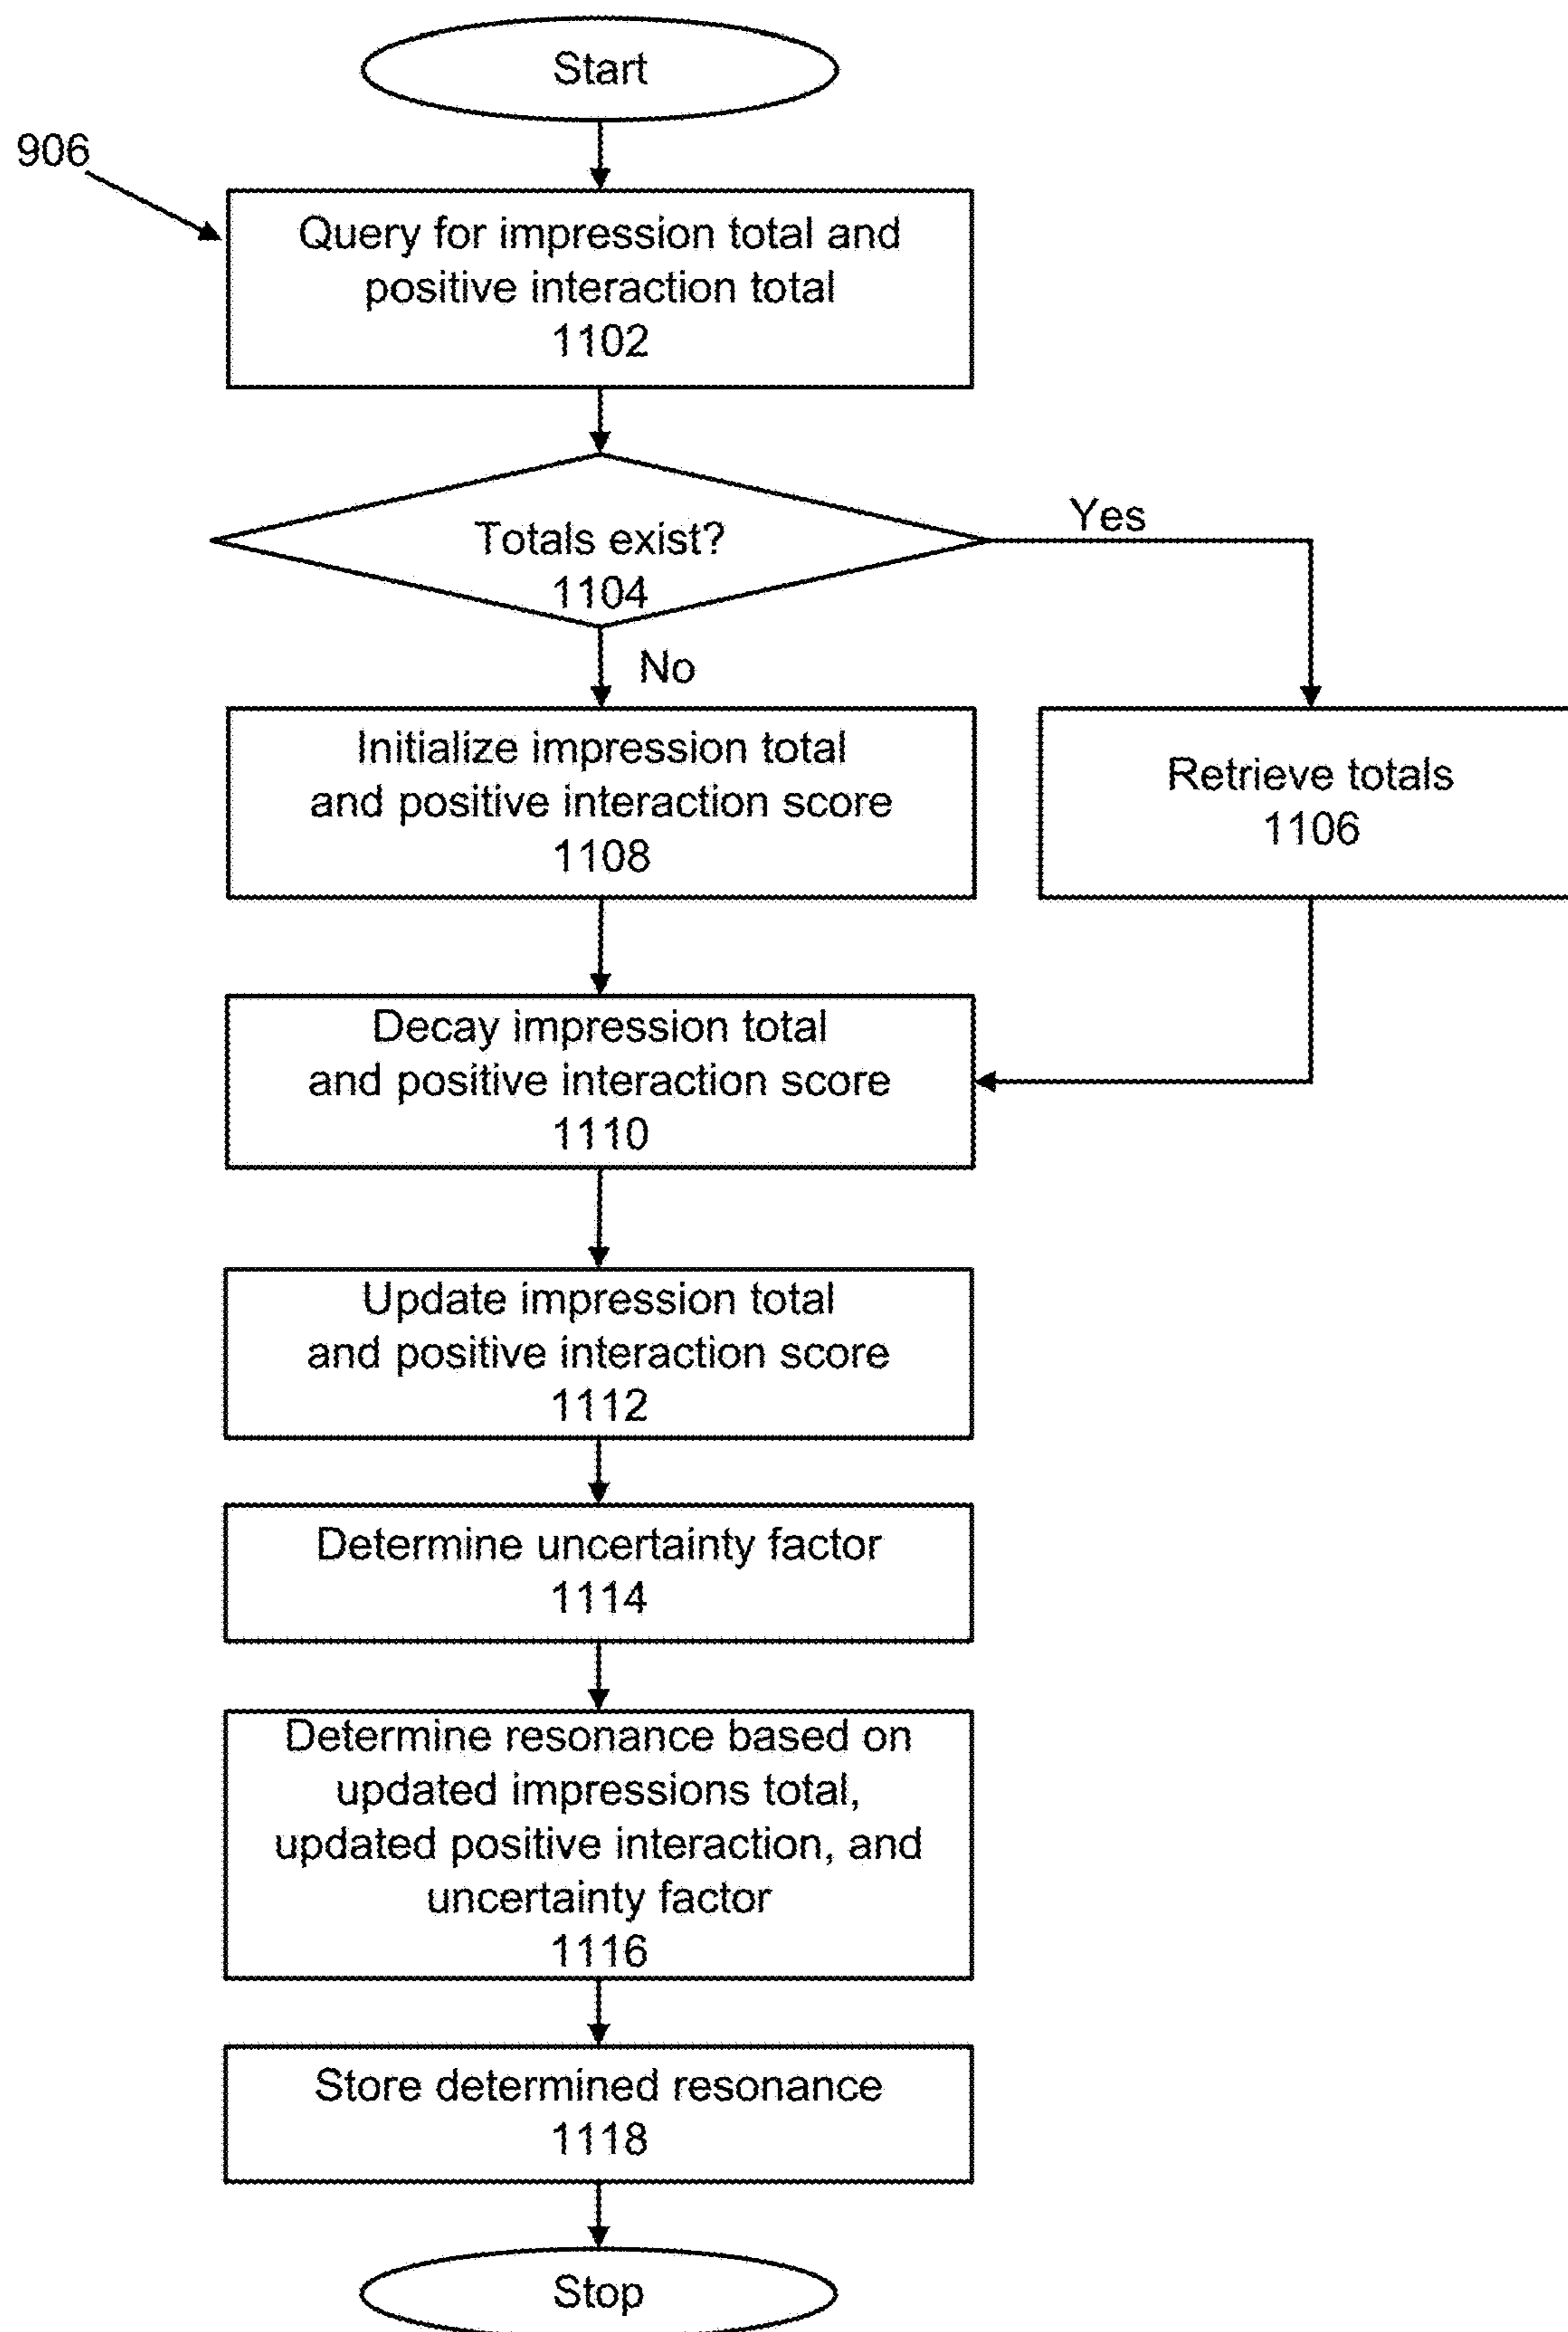 Start
906
Query for impression total and
positive interaction total
1102
Totals exist?
1104
Yes
No
Initialize impression total
and positive interaction score
1108
Retrieve totals
1106
Decay impression total
and positive interaction score
1110
Update impression total
and positive interaction score
1112
Determine uncertainty factor
1114
Determine resonance based on
updated impressions total,
updated positive interaction, and
uncertainty factor
1116
Store determined resonance
1118
Stop